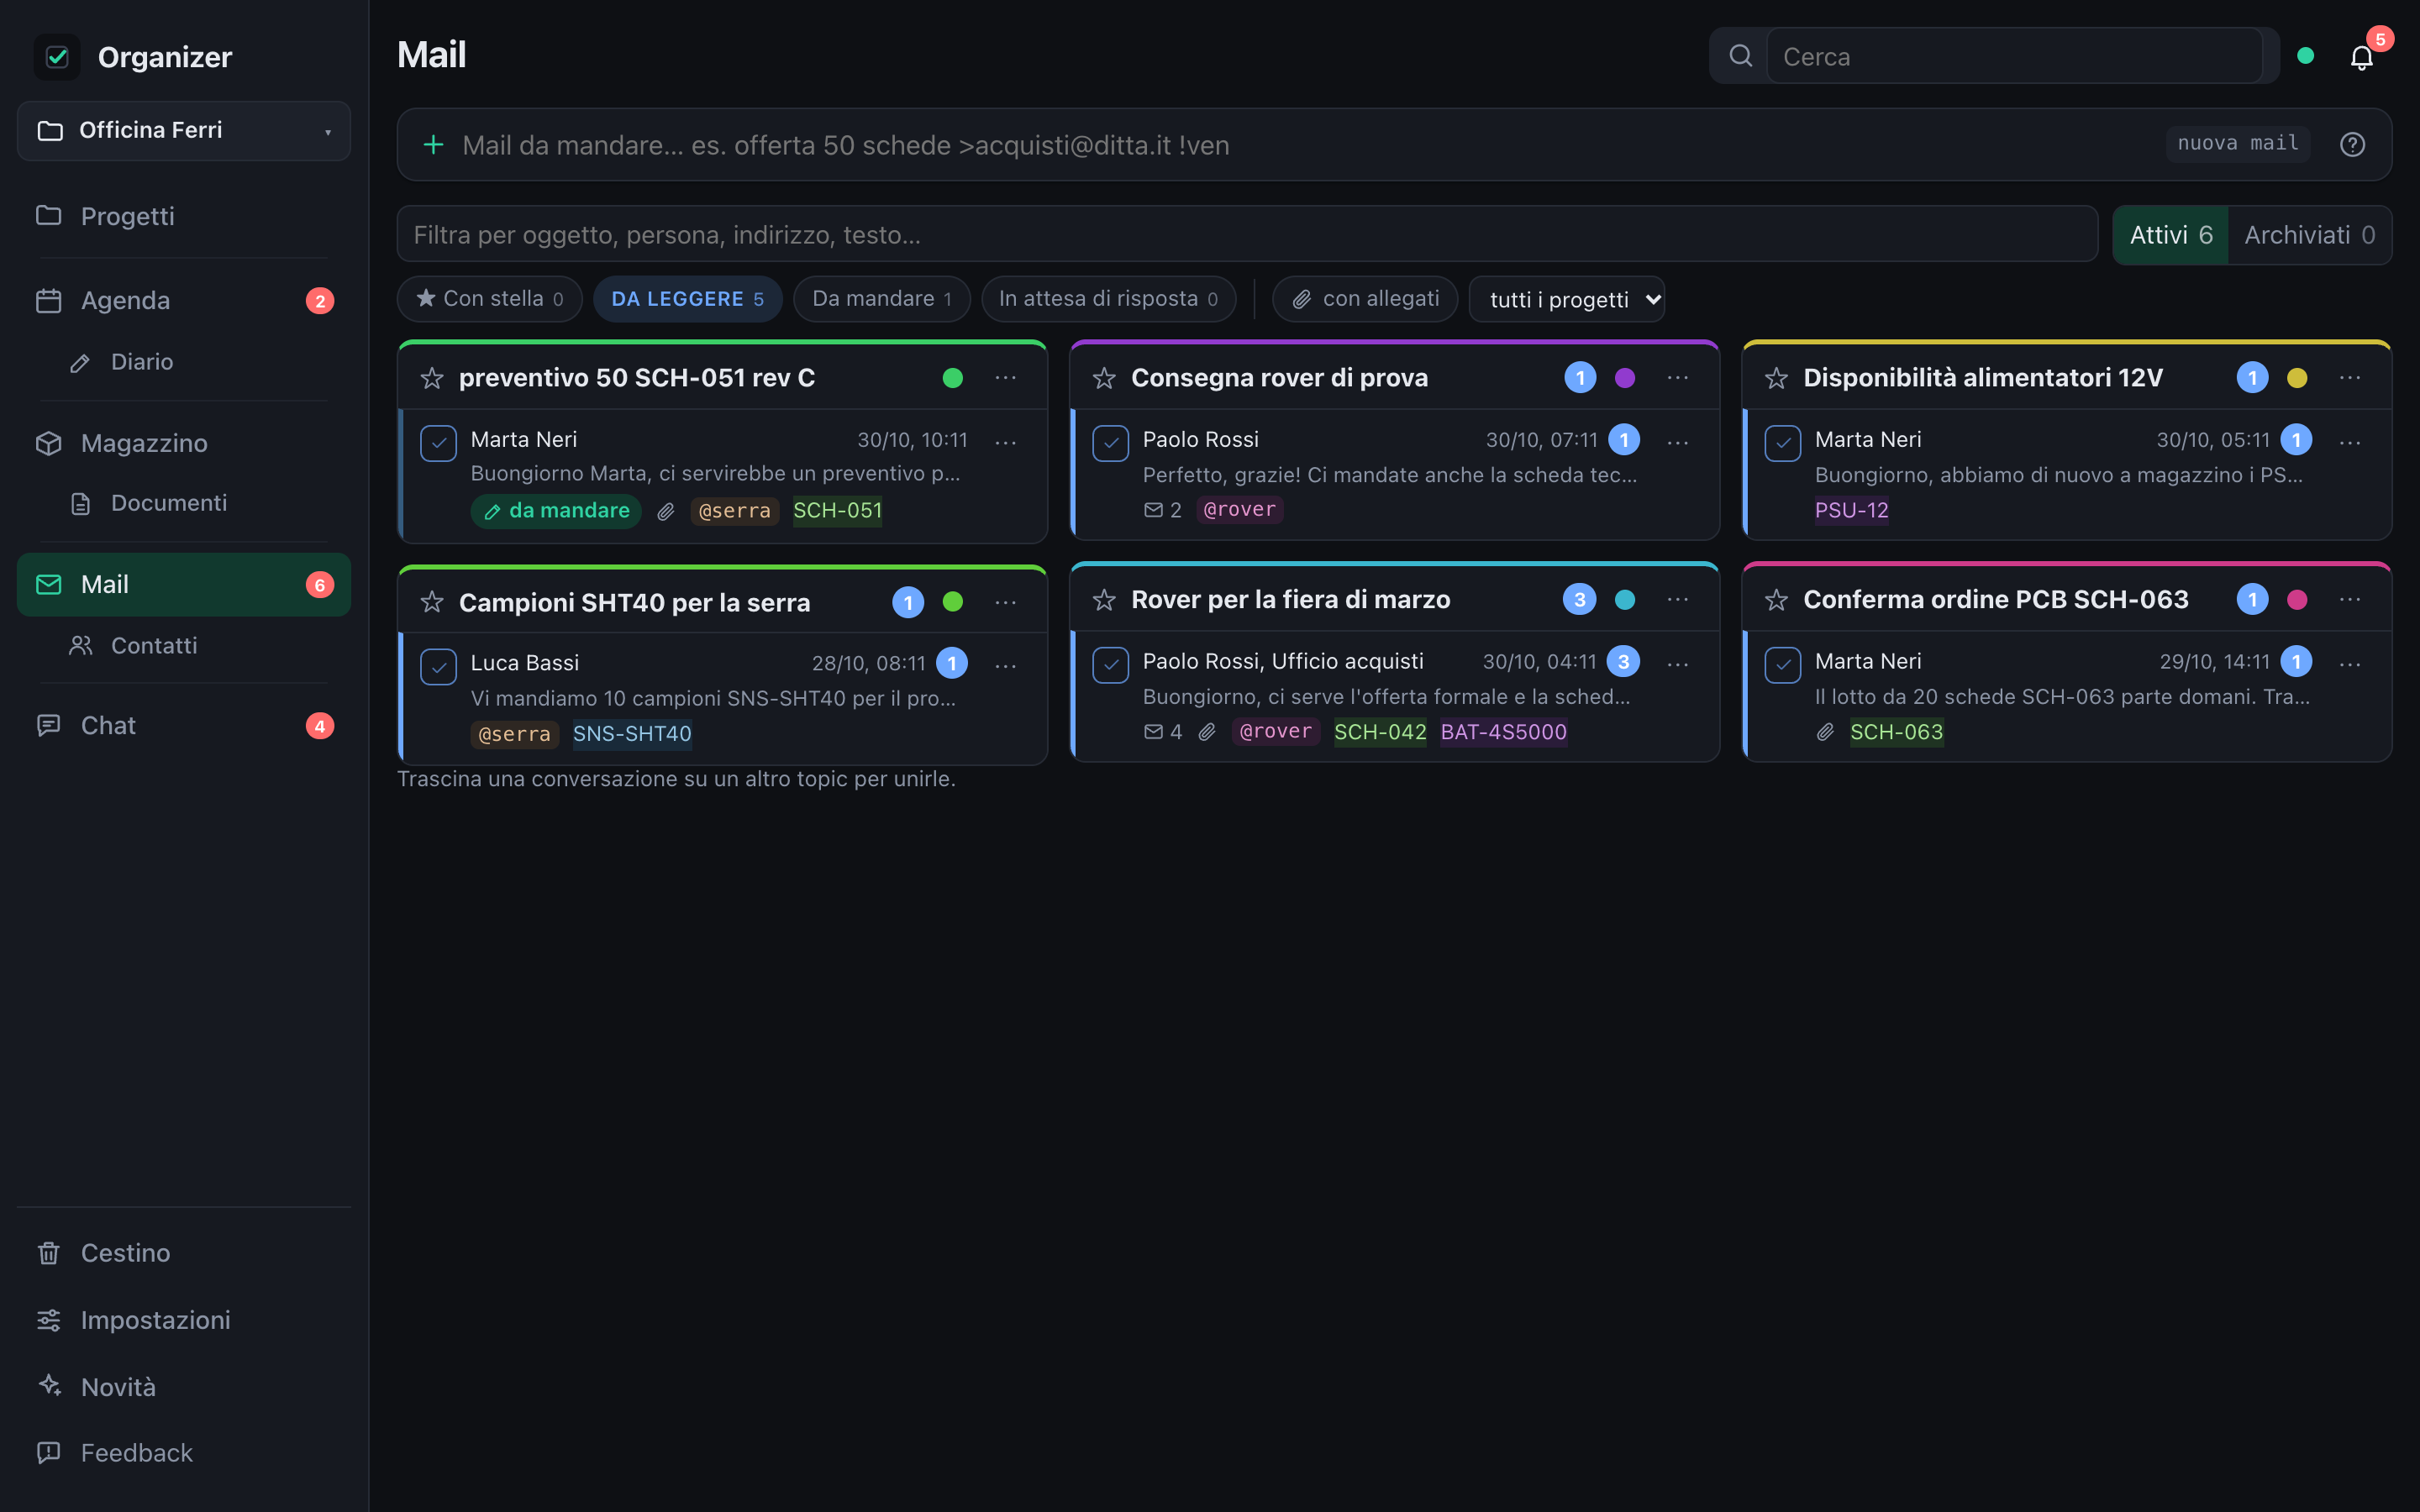 Organizer
Officina Ferri
Progetti
Agenda 2
Diario
Magazzino
Documenti
Mail 6
Contatti
Chat 4
Cestino
Impostazioni
Novità
Feedback
Mail
Cerca
5
Mail da mandare... es. offerta 50 schede >acquisti@ditta.it !ven
nuova mail
Filtra per oggetto, persona, indirizzo, testo...
Attivi 6 Archiviati 0
Con stella 0 DA LEGGERE 5 Da mandare 1 In attesa di risposta 0 con allegati tutti i progetti
preventivo 50 SCH-051 rev C
Marta Neri 30/10, 10:11
Buongiorno Marta, ci servirebbe un preventivo p...
da mandare @serra SCH-051
Consegna rover di prova 1
Paolo Rossi 30/10, 07:11 1
Perfetto, grazie! Ci mandate anche la scheda tec...
2 @rover
Disponibilità alimentatori 12V 1
Marta Neri 30/10, 05:11 1
Buongiorno, abbiamo di nuovo a magazzino i PS...
PSU-12
Campioni SHT40 per la serra 1
Luca Bassi 28/10, 08:11 1
Vi mandiamo 10 campioni SNS-SHT40 per il pro...
@serra SNS-SHT40
Rover per la fiera di marzo 3
Paolo Rossi, Ufficio acquisti 30/10, 04:11 3
Buongiorno, ci serve l'offerta formale e la sched...
4 @rover SCH-042 BAT-4S5000
Conferma ordine PCB SCH-063 1
Marta Neri 29/10, 14:11 1
Il lotto da 20 schede SCH-063 parte domani. Tra...
SCH-063
Trascina una conversazione su un altro topic per unirle.